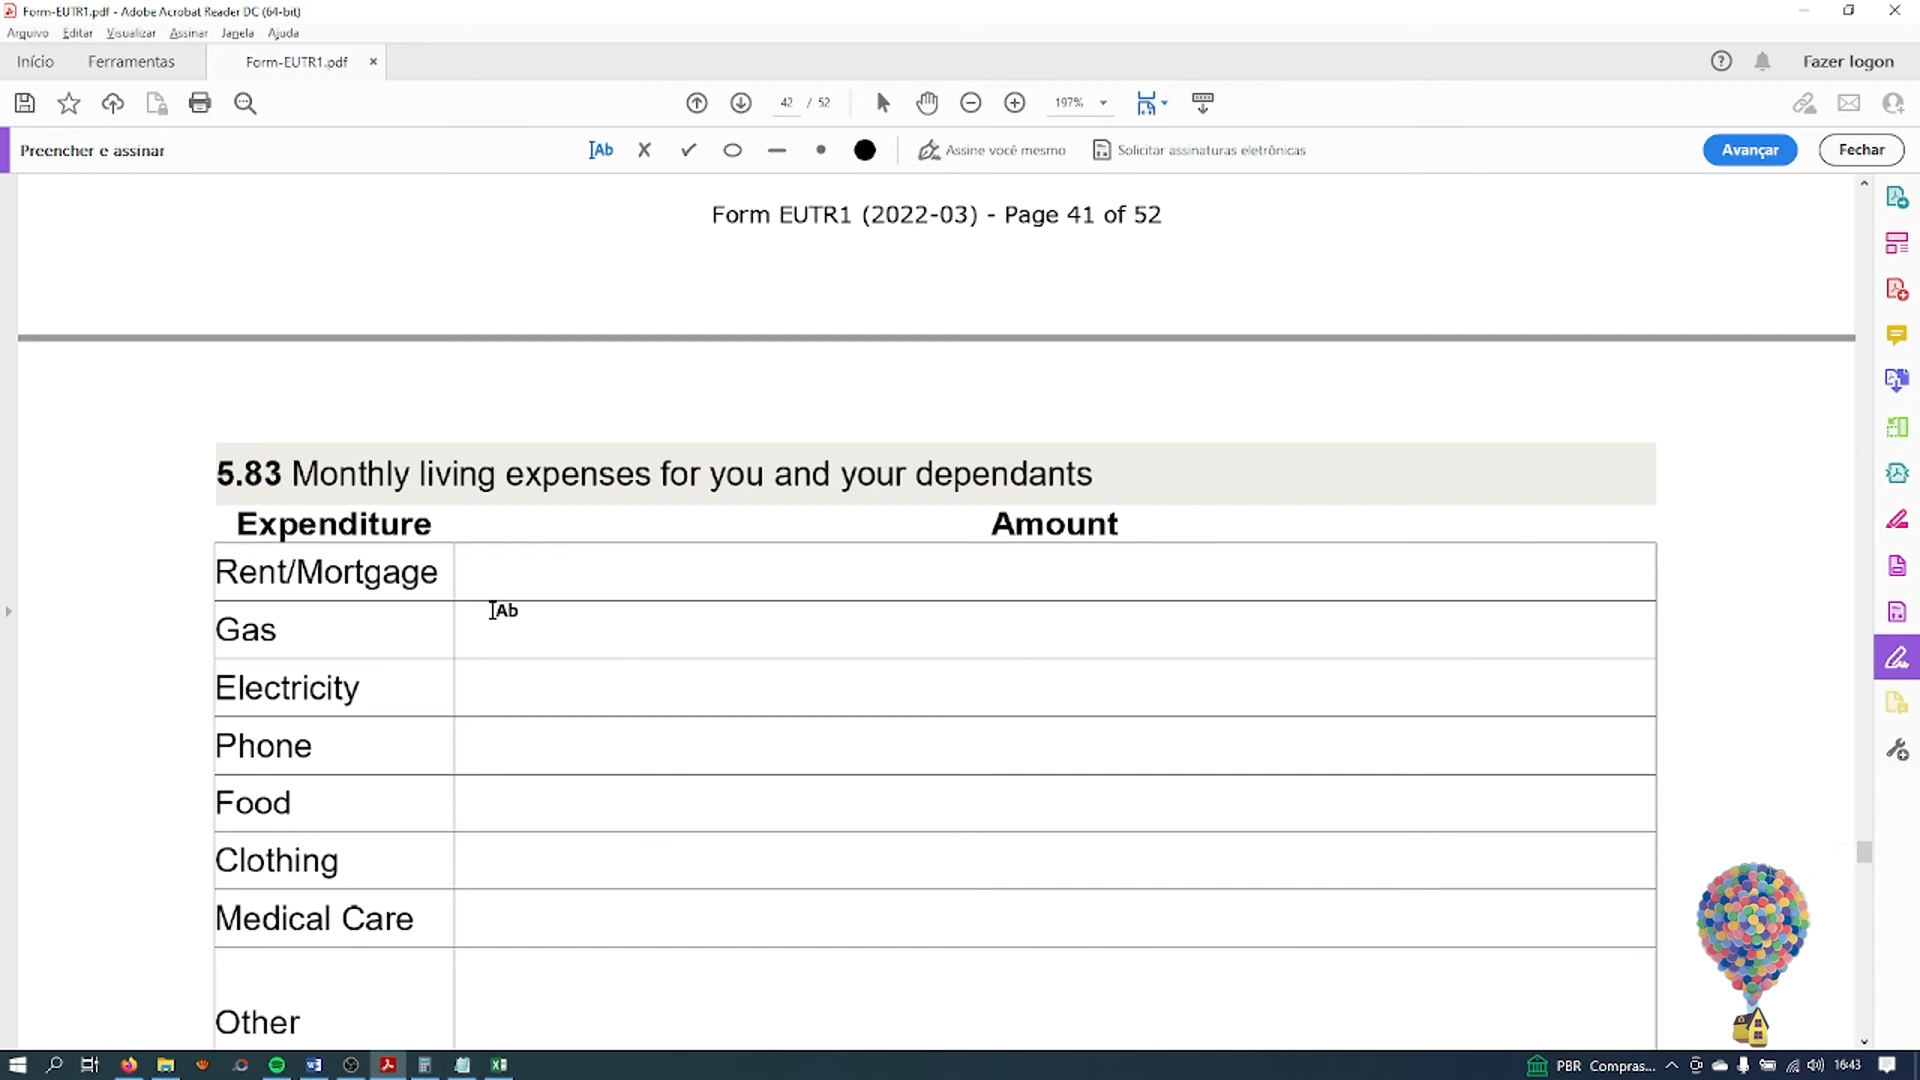 Form-EUTR1.pdf - Adobe Acrobat Reader DC (64-bit)
Arquivo Editar Visualizar Assinar Janela Ajuda
Início Ferramentas Form-EUTR1.pdf × Fazer logon
42 / 52 197%
Preencher e assinar Ab Assine você mesmo Solicitar assinaturas eletrônicas Avançar Fechar
Form EUTR1 (2022-03) - Page 41 of 52
5.83 Monthly living expenses for you and your dependants
Expenditure Amount
Rent/Mortgage
Ab
Gas
Electricity
Phone
Food
Clothing
Medical Care
Other
PBR Compras... 16:43